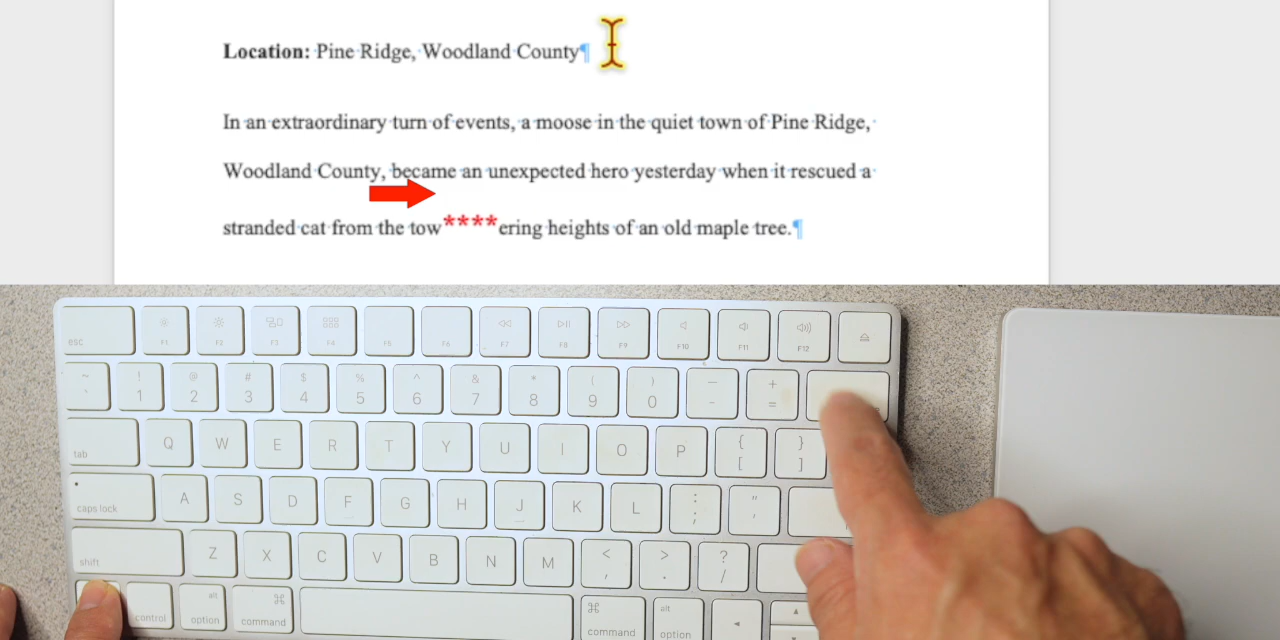 Location: Pine Ridge, Woodland County¶
In an extraordinary turn of events, a moose in the quiet town of Pine Ridge,
Woodland County, became an unexpected hero yesterday when it rescued a
stranded cat from the tow****ering heights of an old maple tree.¶
esc F1 F2 F3 F4 F5 F6 F7 F8 F9 F10 F11 F12
~ ! @ # $ % ^ & * ( ) — +
` 1 2 3 4 5 6 7 8 9 0 - =
tab Q W E R T Y U I O P { [ } ]
caps lock A S D F G H J K L : ; " '
shift Z X C V B N M < , > . ? /
control alt option ⌘ command ⌘ command alt option